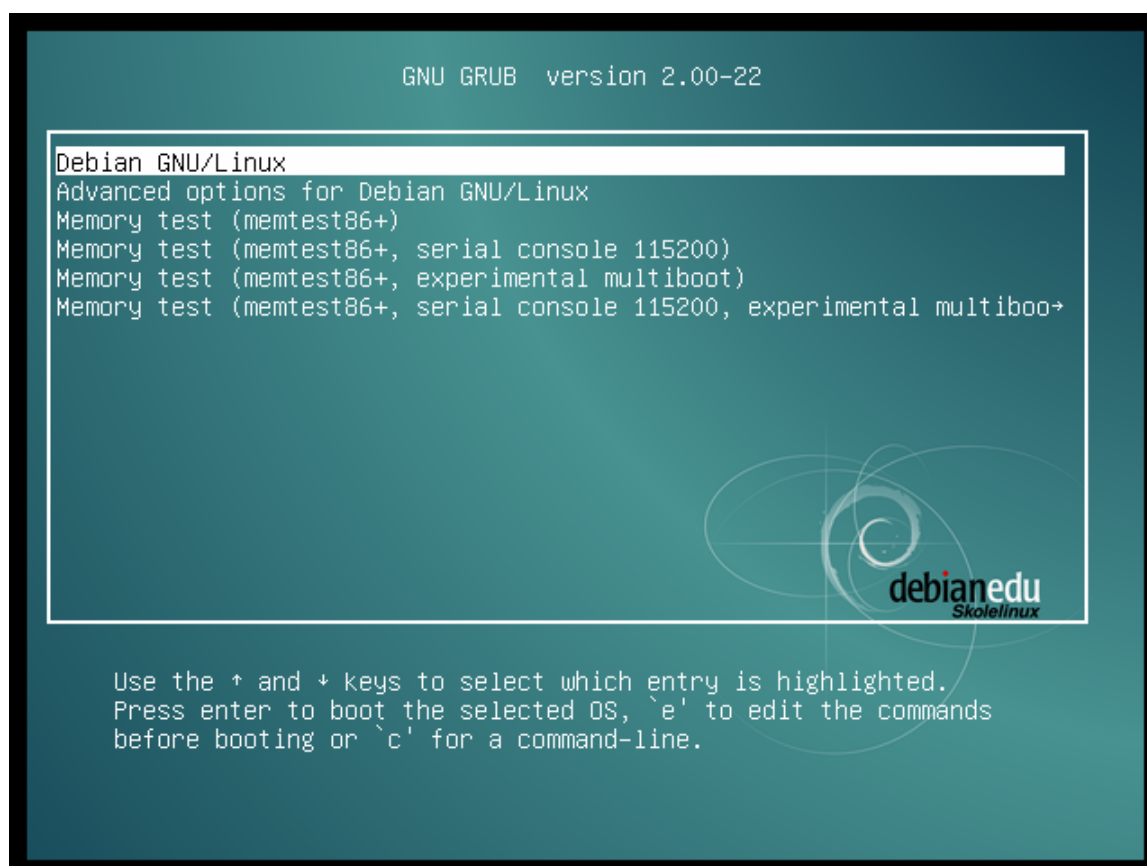 GNU GRUB  version 2.00-22
Debian GNU/Linux
Advanced options for Debian GNU/Linux
Memory test (memtest86+)
Memory test (memtest86+, serial console 115200)
Memory test (memtest86+, experimental multiboot)
Memory test (memtest86+, serial console 115200, experimental multiboo→
debianedu
Skolelinux
Use the ↑ and ↓ keys to select which entry is highlighted.
Press enter to boot the selected OS, `e' to edit the commands
before booting or `c' for a command-line.